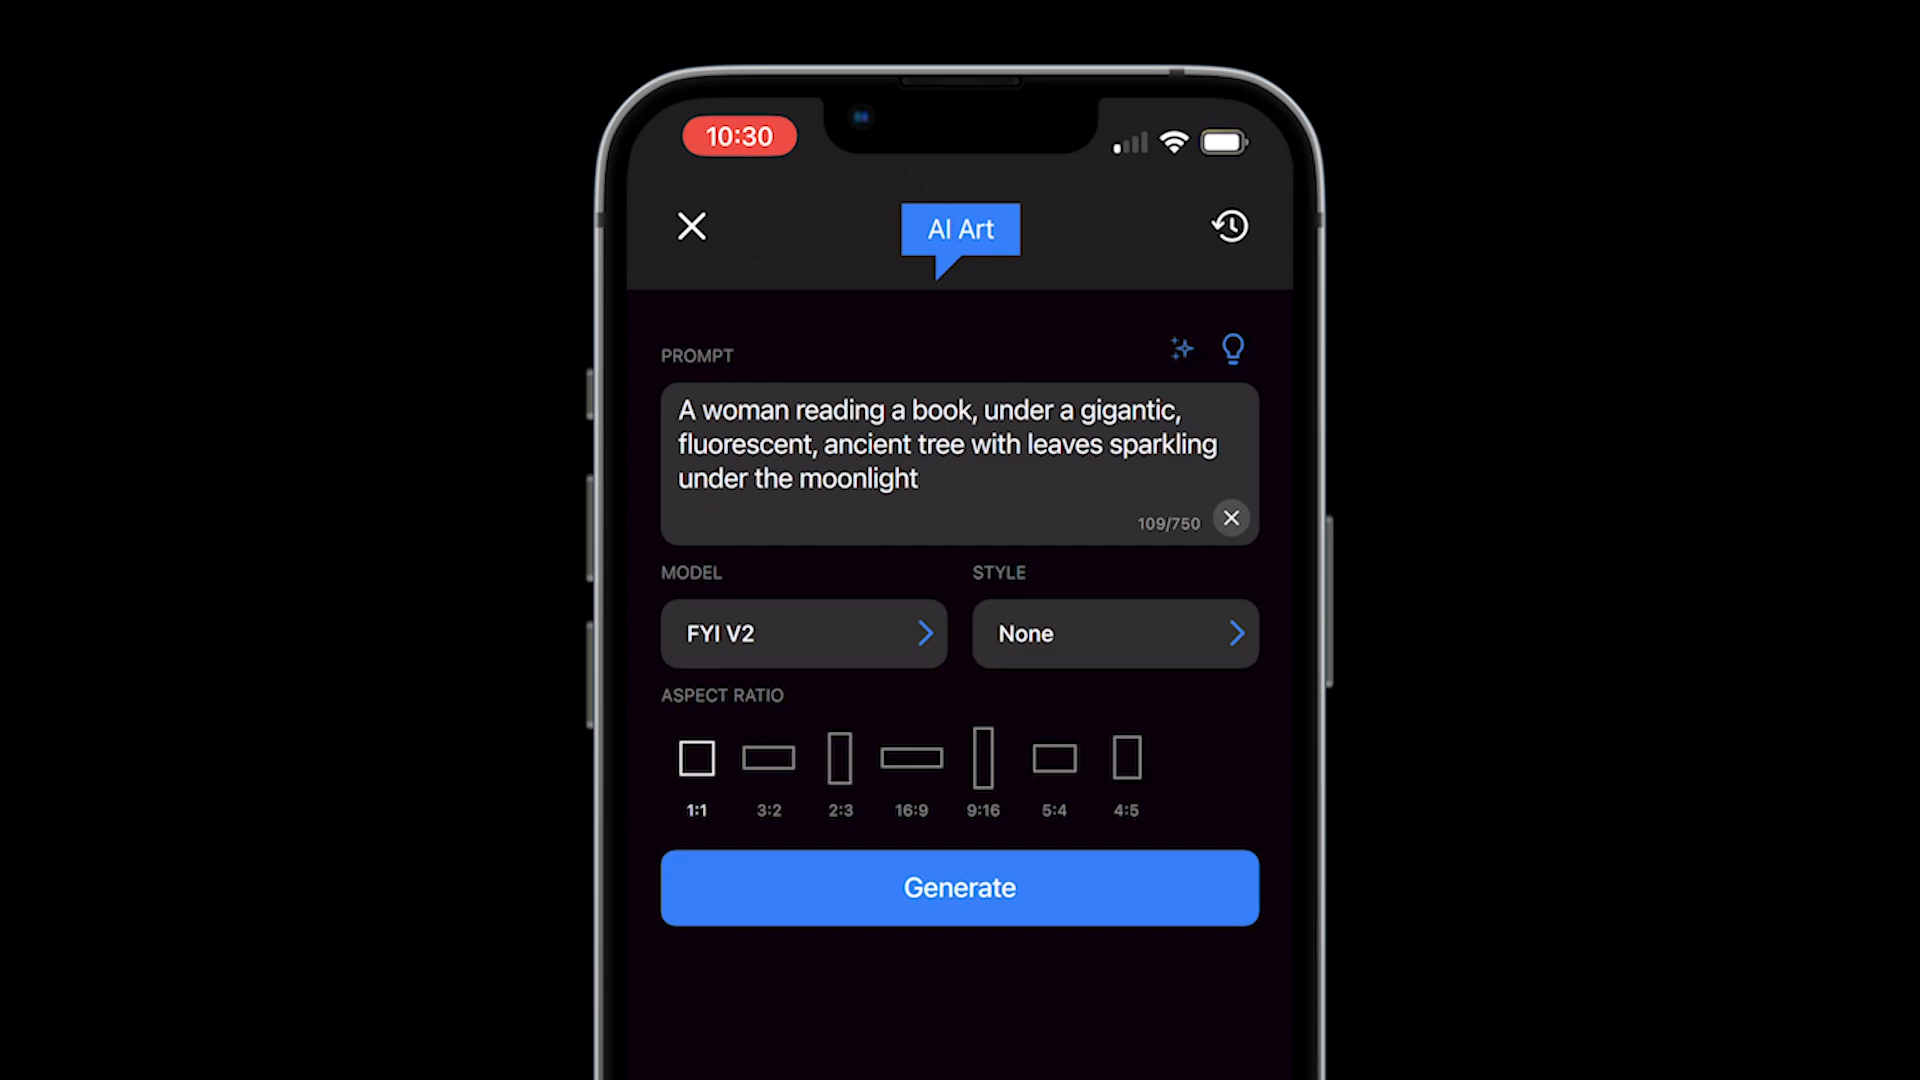 10:30
AI Art
PROMPT
A woman reading a book, under a gigantic,
fluorescent, ancient tree with leaves sparkling
under the moonlight
109/750
MODEL
STYLE
FYI V2
None
ASPECT RATIO
1:1
3:2
2:3
16:9
9:16
5:4
4:5
Generate